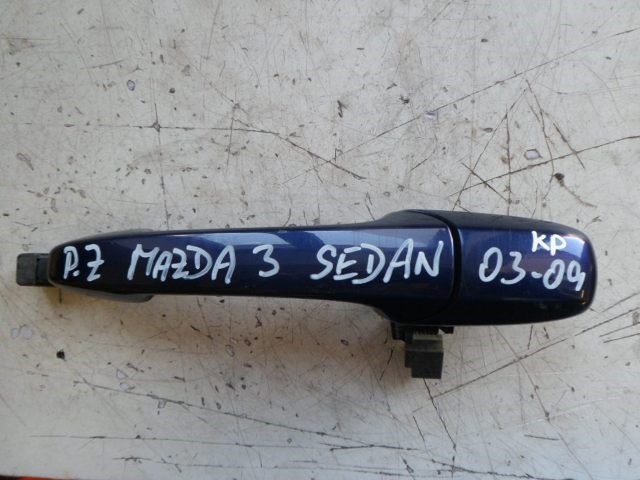 P.Z MAZDA 3 SEDAN 03-09
KP